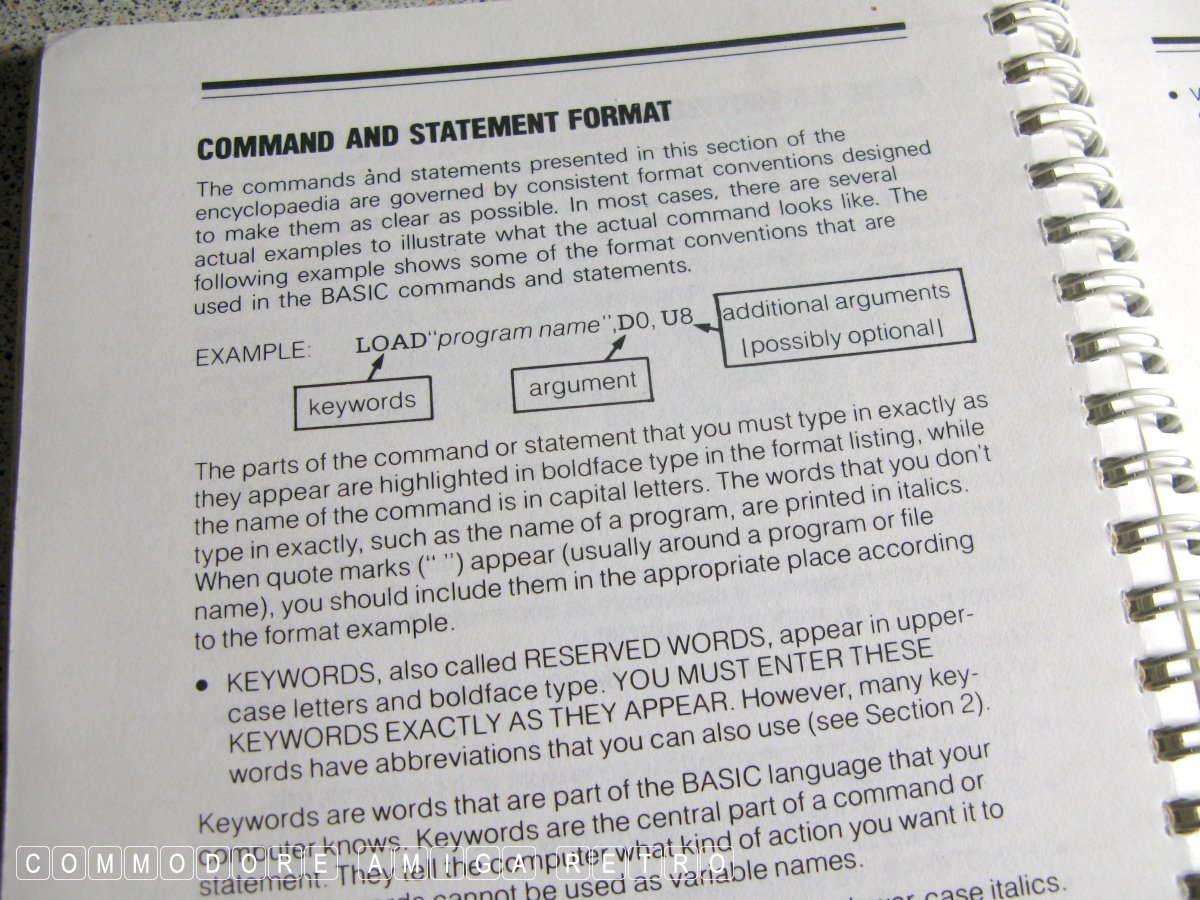 COMMAND AND STATEMENT FORMAT
The commands and statements presented in this section of the
encyclopaedia are governed by consistent format conventions designed
to make them as clear as possible. In most cases, there are several
actual examples to illustrate what the actual command looks like. The
following example shows some of the format conventions that are
used in the BASIC commands and statements.
EXAMPLE: LOAD“program name”,D0, U8
additional arguments
|possibly optional|
keywords
argument
The parts of the command or statement that you must type in exactly as
they appear are highlighted in boldface type in the format listing, while
the name of the command is in capital letters. The words that you don't
type in exactly, such as the name of a program, are printed in italics.
When quote marks (“ ”) appear (usually around a program or file
name), you should include them in the appropriate place according
to the format example.
• KEYWORDS, also called RESERVED WORDS, appear in upper-
case letters and boldface type. YOU MUST ENTER THESE
KEYWORDS EXACTLY AS THEY APPEAR. However, many key-
words have abbreviations that you can also use (see Section 2).
Keywords are words that are part of the BASIC language that your
computer knows. Keywords are the central part of a command or
statement. They tell the computer what kind of action you want it to
cannot be used as variable names.
case italics.
COMMODORE AMIGA RETRO